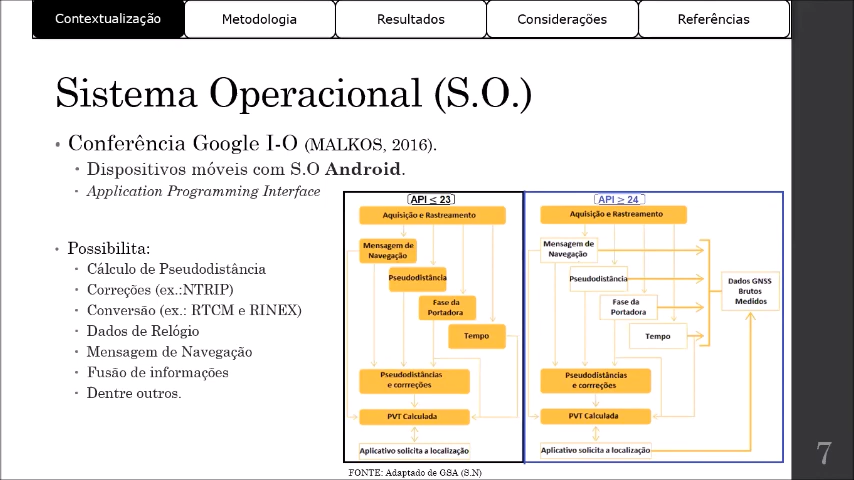 Contextualização
Metodologia
Resultados
Considerações
Referências
Sistema Operacional (S.O.)
• Conferência Google I-O (MALKOS, 2016).
• Dispositivos móveis com S.O Android.
• Application Programming Interface
• Possibilita:
• Cálculo de Pseudodistância
• Correções (ex.:NTRIP)
• Conversão (ex.: RTCM e RINEX)
• Dados de Relógio
• Mensagem de Navegação
• Fusão de informações
• Dentre outros.
API ≤ 23
Aquisição e Rastreamento
Mensagem de
Navegação
Pseudodistância
Fase da
Portadora
Tempo
Pseudodistâncias
e corrreções
PVT Calculada
Aplicativo solicita a localização
API ≥ 24
Aquisição e Rastreamento
Mensagem de
Navegação
Pseudodistância
Fase da
Portadora
Tempo
Dados GNSS
Brutos
Medidos
Pseudodistâncias
e corrreções
PVT Calculada
Aplicativo solicita a localização
FONTE: Adaptado de GSA (S.N)
7